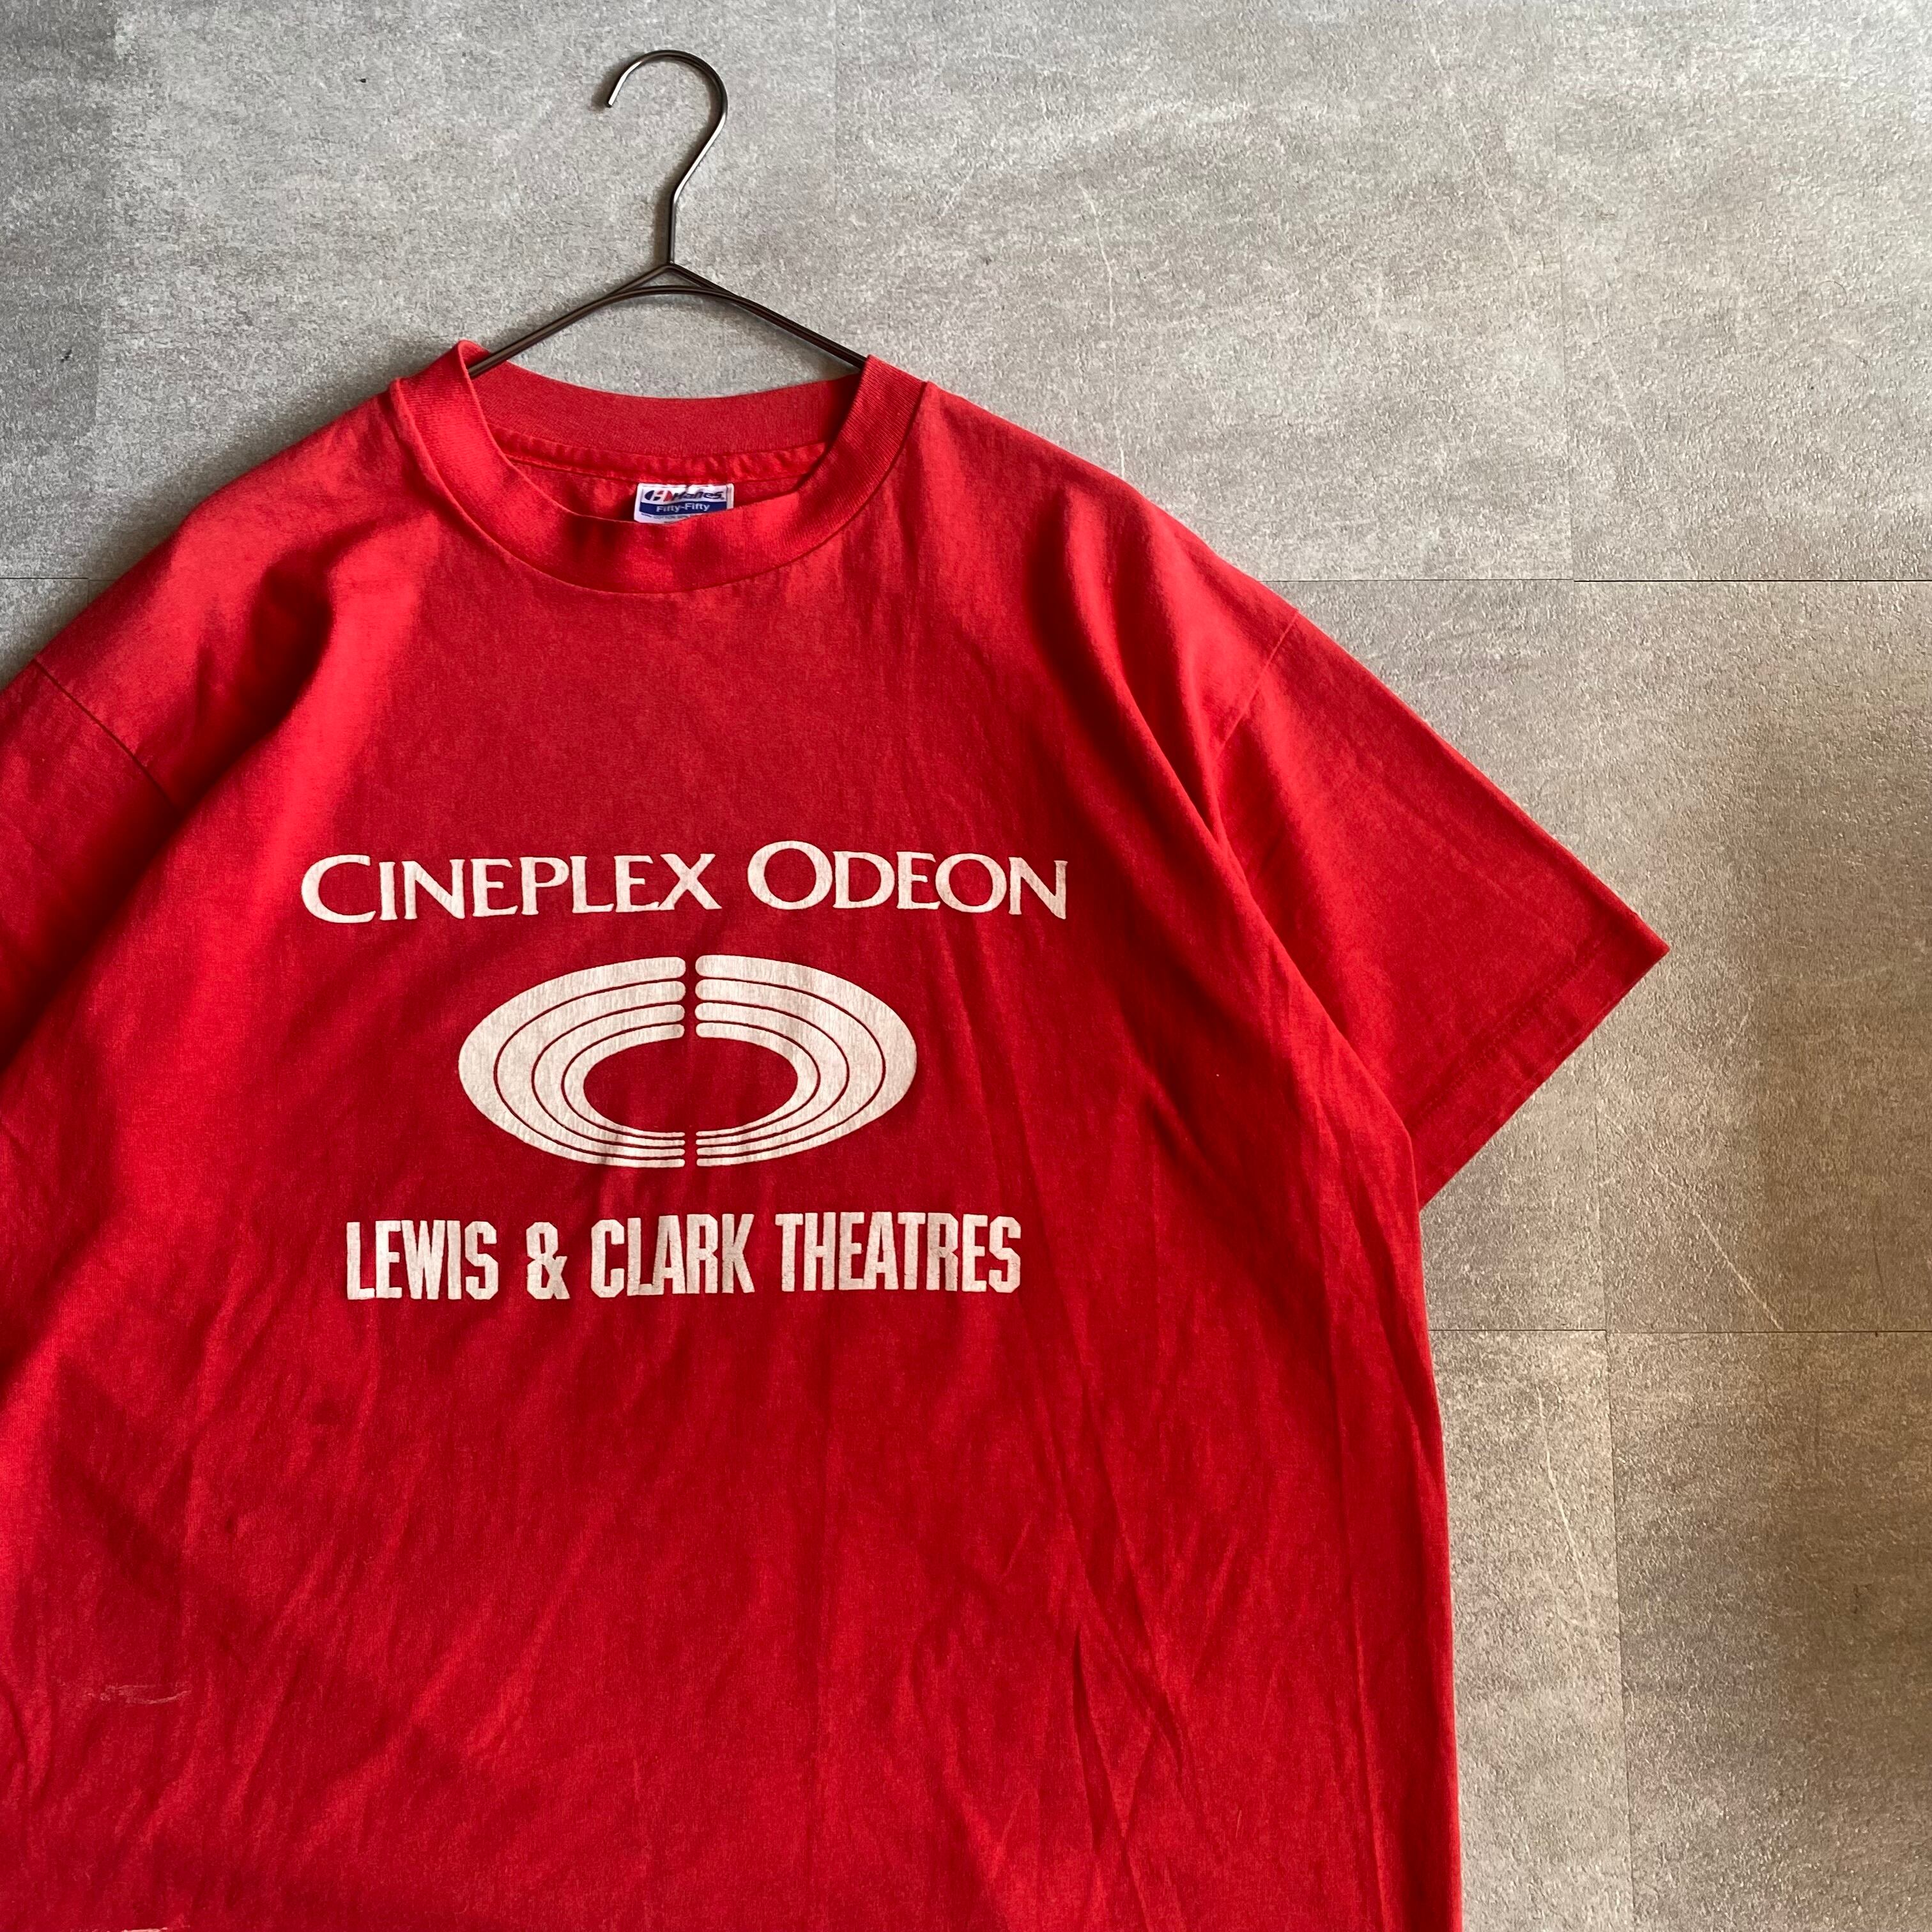 Hanes
Fifty-Fifty
CINEPLEX ODEON
LEWIS & CLARK THEATRES